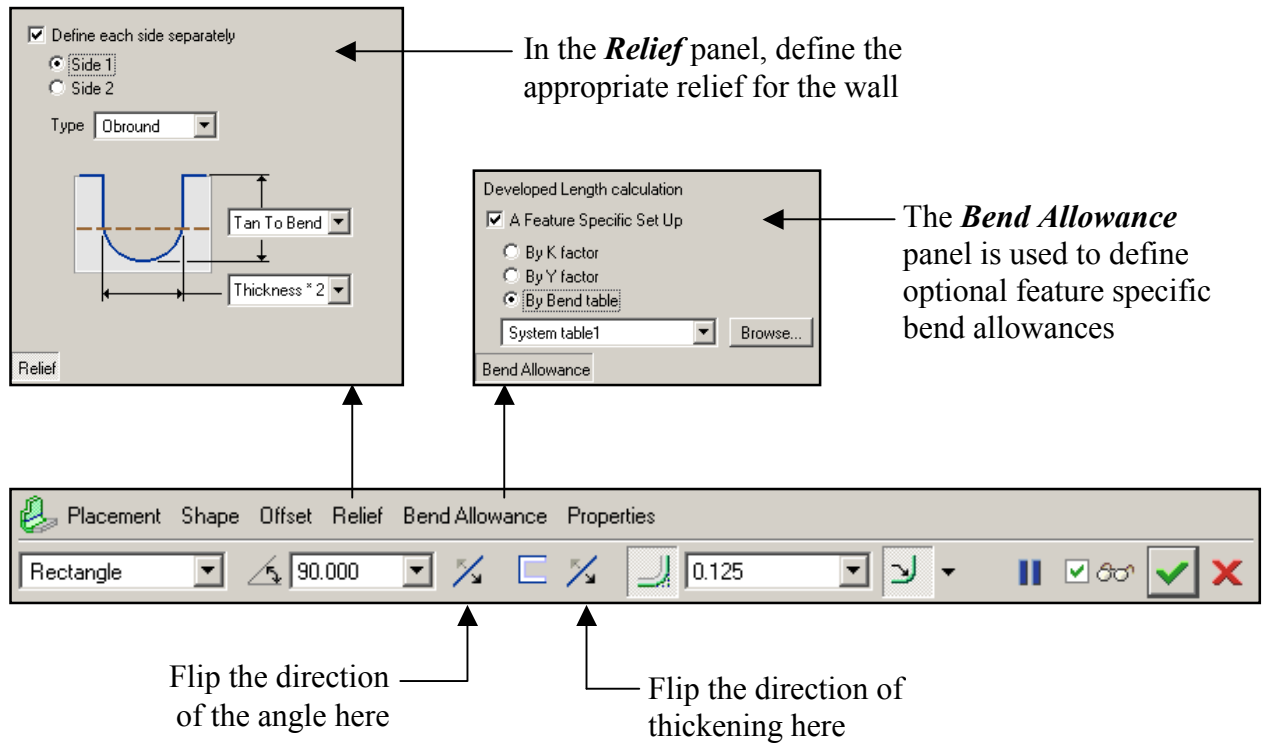 Define each side separately
Side 1
Side 2
Type Obround
Tan To Bend
Thickness * 2
Relief
In the Relief panel, define the
appropriate relief for the wall
Developed Length calculation
A Feature Specific Set Up
By K factor
By Y factor
By Bend table
System table1 Browse...
Bend Allowance
The Bend Allowance
panel is used to define
optional feature specific
bend allowances
Placement Shape Offset Relief Bend Allowance Properties
Rectangle 90.000 0.125
Flip the direction
of the angle here
Flip the direction of
thickening here